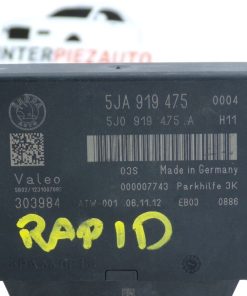 INTERPIEZAUTO
5JA 919 475 0004
5J0 919 475 A H11
03S Made in Germany
Valeo 000007743 Parkhilfe 3K
303984 ATW-001 06.11.12 EB03 0886
RAPID